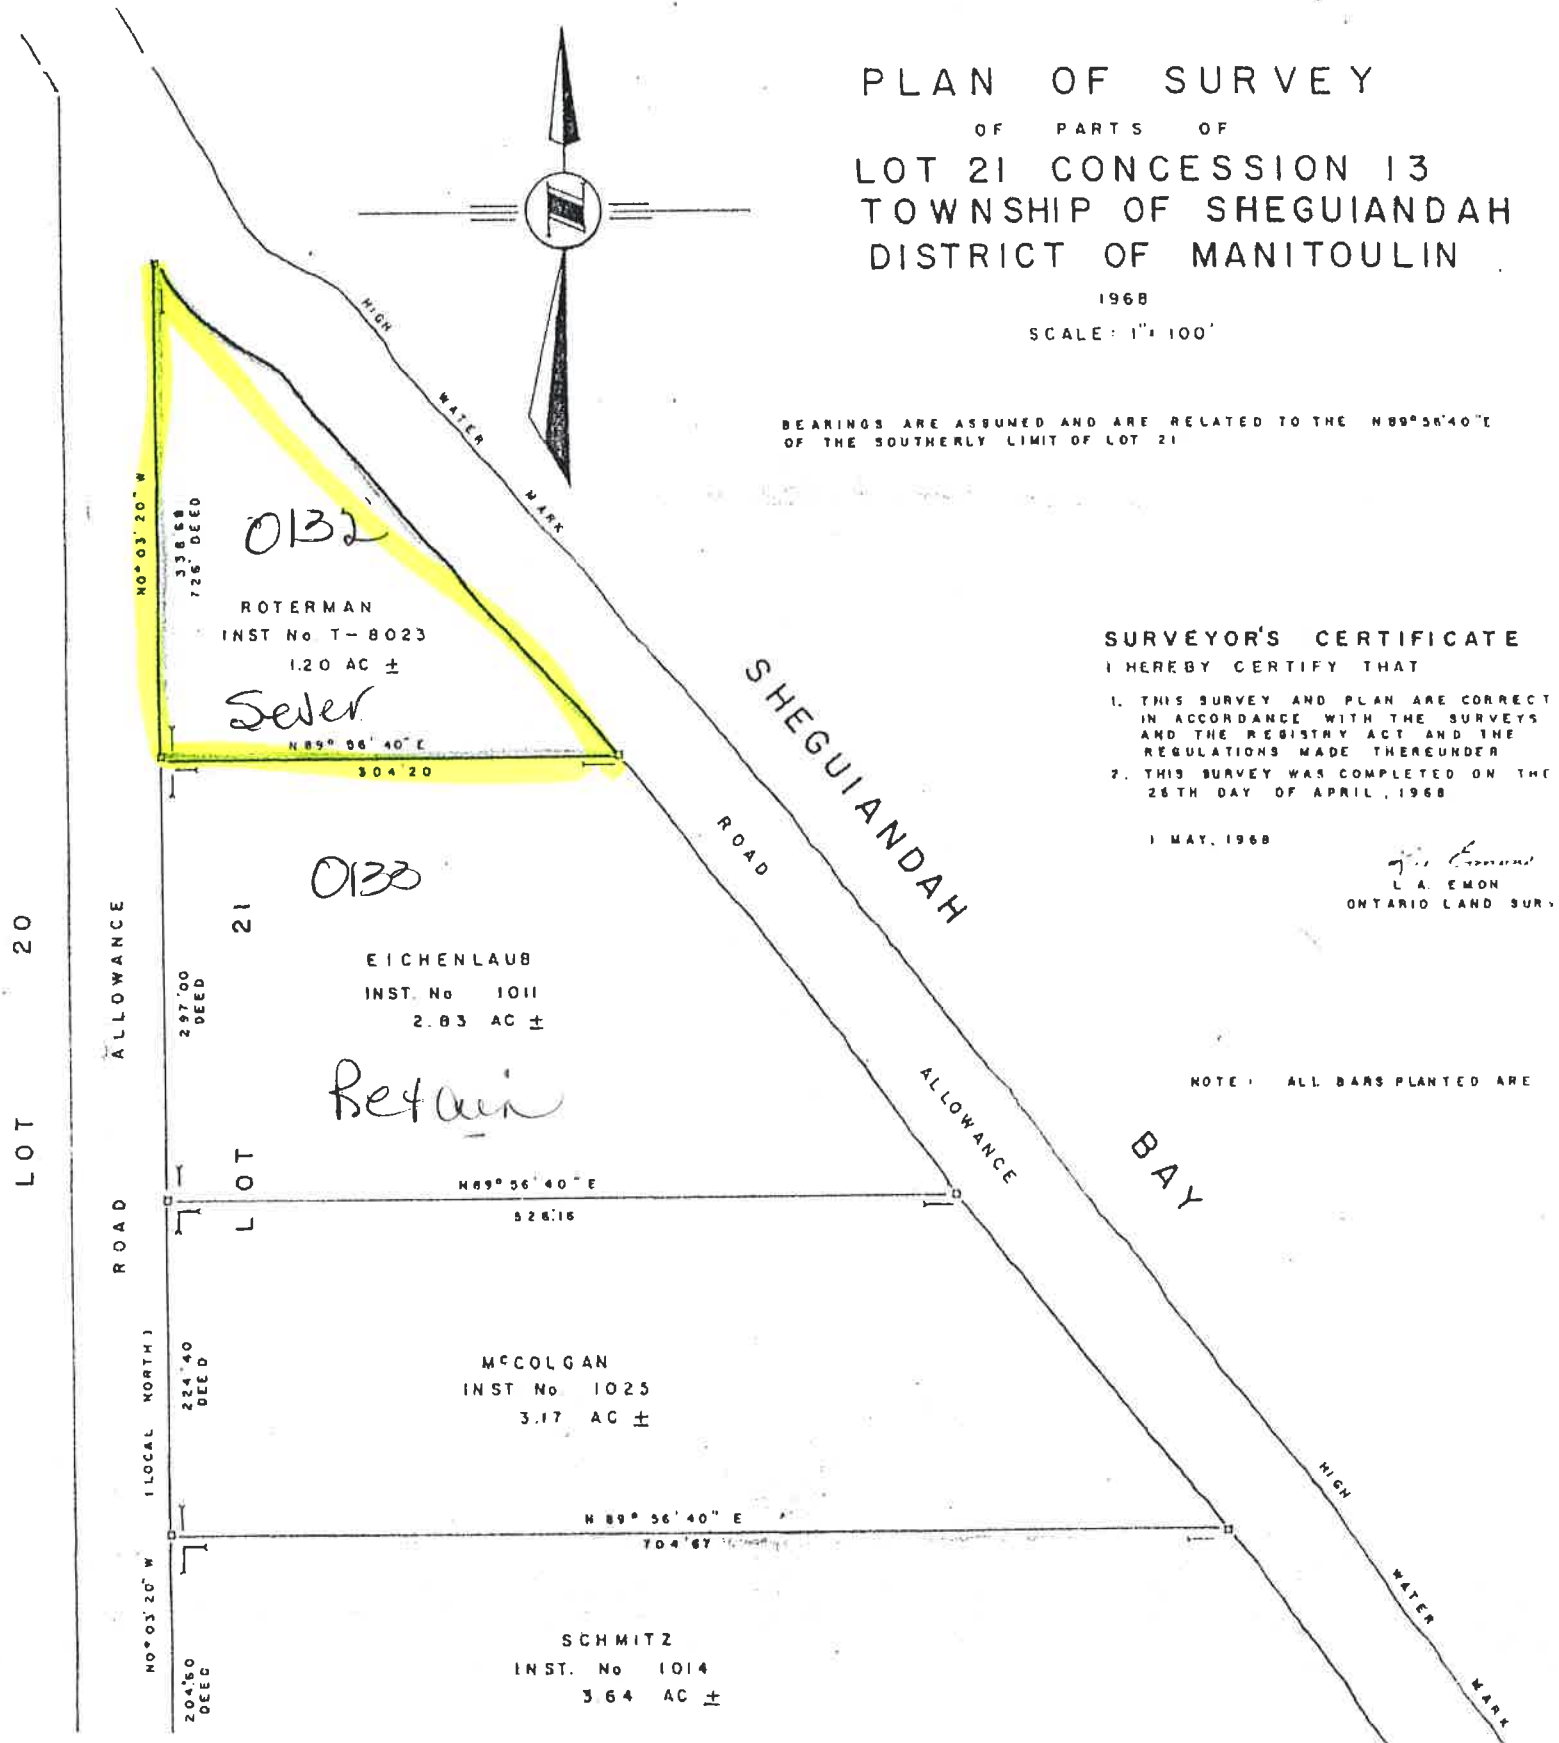 PLAN OF SURVEY
OF PARTS OF
LOT 21 CONCESSION 13
TOWNSHIP OF SHEGUIANDAH
DISTRICT OF MANITOULIN
1968
SCALE: 1" = 100'
BEARINGS ARE ASSUMED AND ARE RELATED TO THE N89°56'40"E
OF THE SOUTHERLY LIMIT OF LOT 21
N
HIGH WATER MARK
N0°03'20"W
338.68
726' DEED
0132
ROTERMAN
INST No T-8023
1.20 AC ±
Sever
N89°56'40"E
304.20
SURVEYOR'S CERTIFICATE
I HEREBY CERTIFY THAT
1. THIS SURVEY AND PLAN ARE CORRECT
IN ACCORDANCE WITH THE SURVEYS
AND THE REGISTRY ACT AND THE
REGULATIONS MADE THEREUNDER
2. THIS SURVEY WAS COMPLETED ON THE
26TH DAY OF APRIL, 1968
1 MAY, 1968
L. A. EMON
ONTARIO LAND SUR
SHEGUIANDAH BAY
ROAD ALLOWANCE
0133
EICHENLAUB
INST. No 1011
2.83 AC ±
Retain
297.00
DEED
LOT 20
ROAD ALLOWANCE
LOT 21
NOTE: ALL BARS PLANTED ARE
N89°56'40"E
526.16
McCOLGAN
INST No 1025
3.17 AC ±
224.40
DEED
(LOCAL NORTH)
N0°03'20"W
N 89° 56' 40" E
704.67
HIGH WATER MARK
SCHMITZ
INST. No 1014
3.64 AC ±
204.60
DEED